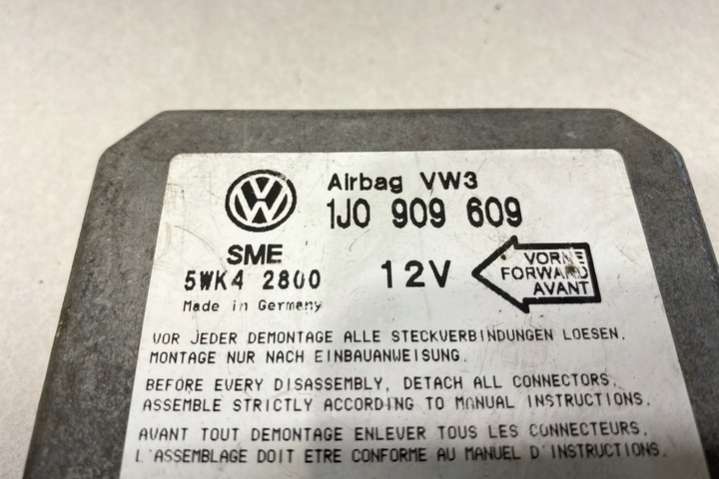 Airbag VW3
1J0 909 609
SME
5WK4 2800
12V
VORNE
FORWARD
AVANT
Made in Germany
VOR JEDER DEMONTAGE ALLE STECKVERBINDUNGEN LOESEN.
MONTAGE NUR NACH EINBAUANWEISUNG.
BEFORE EVERY DISASSEMBLY, DETACH ALL CONNECTORS.
ASSEMBLE STRICTLY ACCORDING TO MANUAL INSTRUCTIONS.
AVANT TOUT DEMONTAGE ENLEVER TOUS LES CONNECTEURS.
L'ASSEMBLAGE DOIT ETRE CONFORME AU MANUEL D'INSTRUCTIONS.